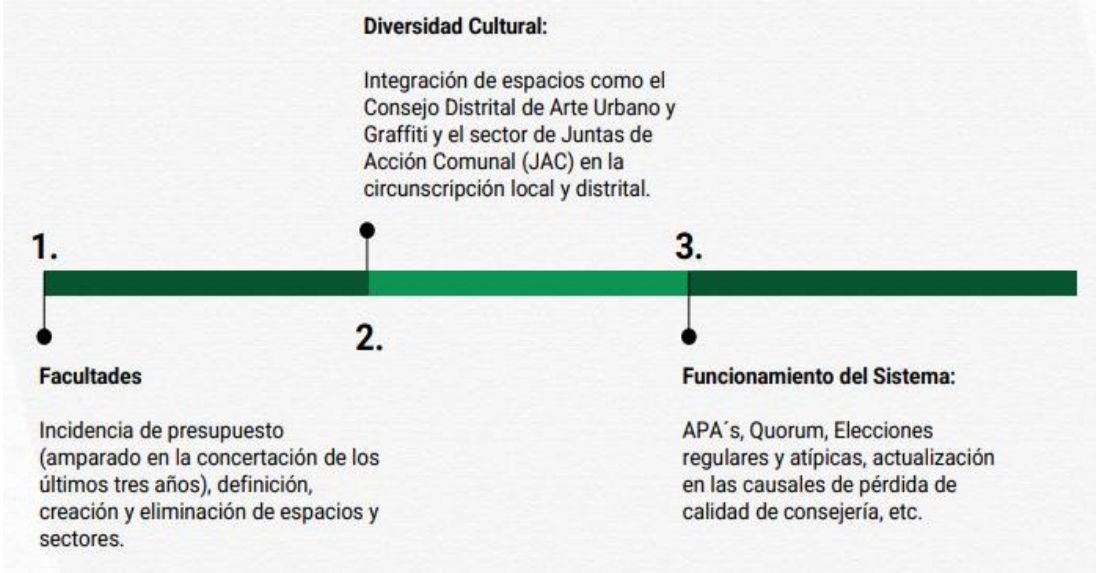 1.
Facultades
Incidencia de presupuesto
(amparado en la concertación de los
últimos tres años), definición,
creación y eliminación de espacios y
sectores.
Diversidad Cultural:
Integración de espacios como el
Consejo Distrital de Arte Urbano y
Graffiti y el sector de Juntas de
Acción Comunal (JAC) en la
circunscripción local y distrital.
2.
3.
Funcionamiento del Sistema:
APA´s, Quorum, Elecciones
regulares y atípicas, actualización
en las causales de pérdida de
calidad de consejería, etc.